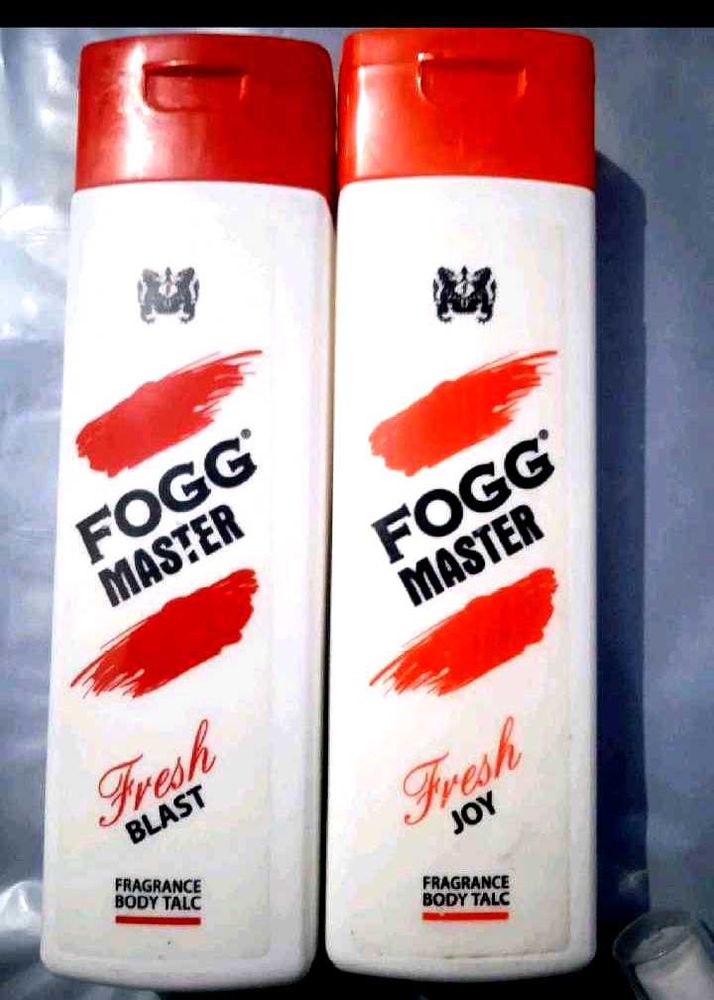 FOGG®
MASTER
Fresh
BLAST
FRAGRANCE
BODY TALC
FOGG®
MASTER
Fresh
JOY
FRAGRANCE
BODY TALC